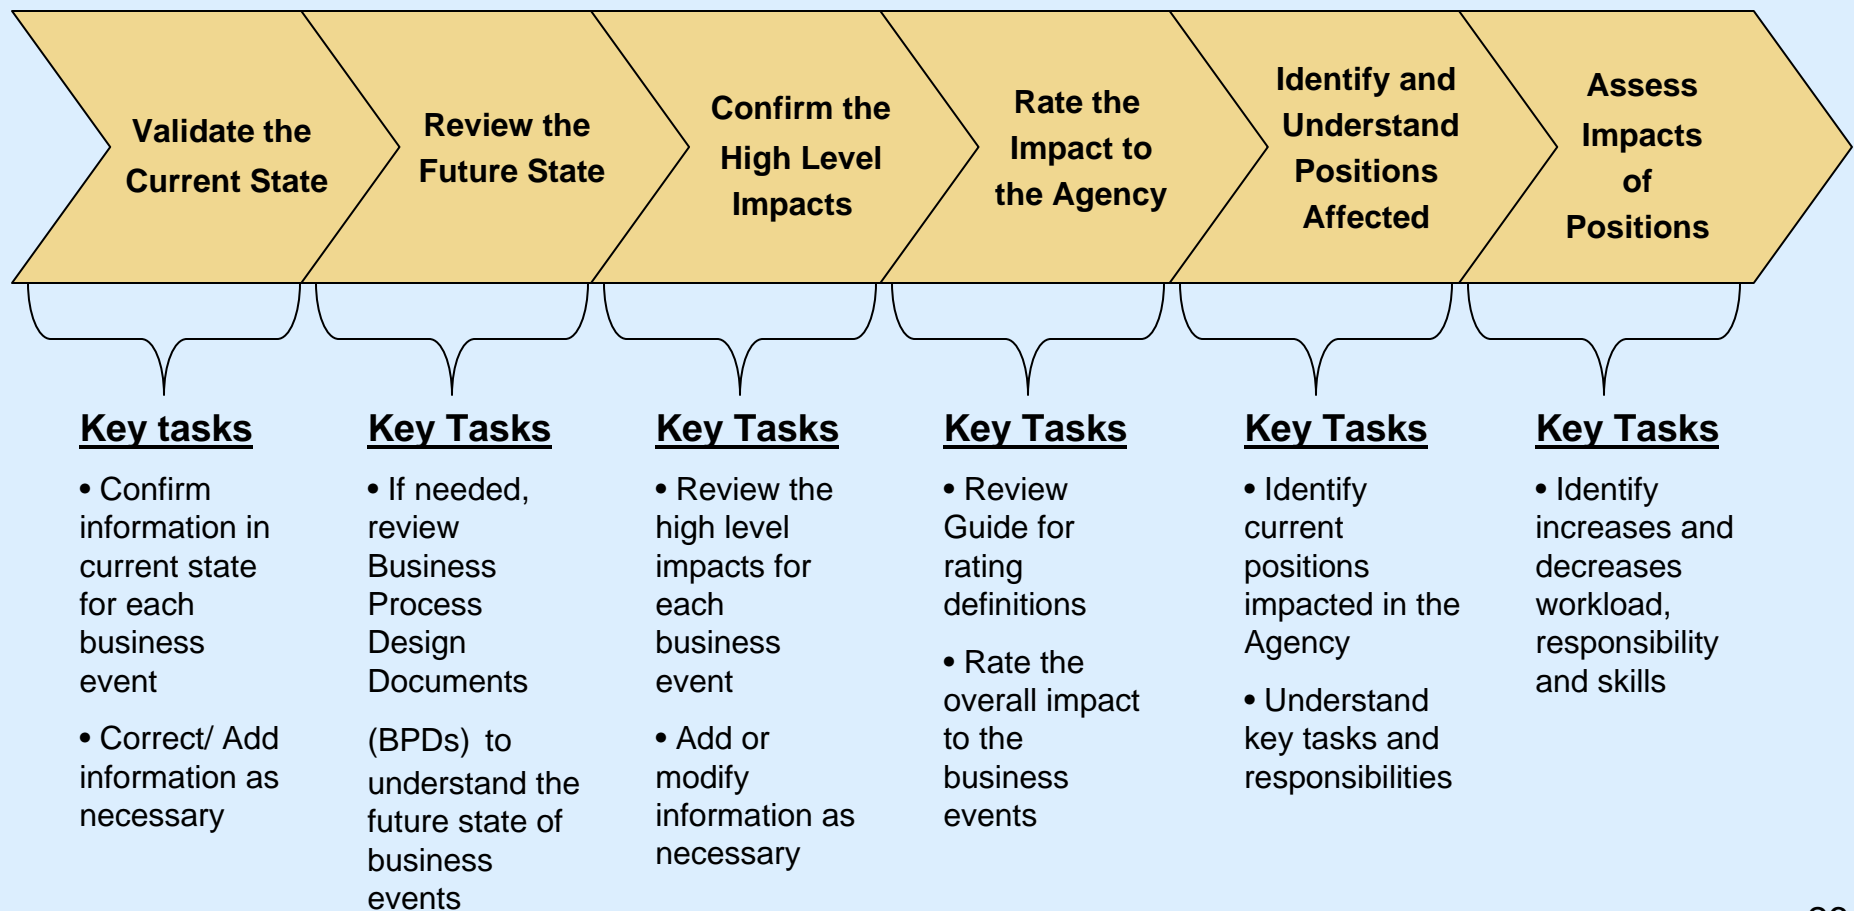 Validate the
Current State
Review the
Future State
Confirm the
High Level
Impacts
Rate the
Impact to
the Agency
Identify and
Understand
Positions
Affected
Assess
Impacts
of
Positions
Key tasks
• Confirm
information in
current state
for each
business
event
• Correct/ Add
information as
necessary
Key Tasks
• If needed,
review
Business
Process
Design
Documents
(BPDs) to
understand the
future state of
business
events
Key Tasks
• Review the
high level
impacts for
each
business
event
• Add or
modify
information as
necessary
Key Tasks
• Review
Guide for
rating
definitions
• Rate the
overall impact
to the
business
events
Key Tasks
• Identify
current
positions
impacted in the
Agency
• Understand
key tasks and
responsibilities
Key Tasks
• Identify
increases and
decreases
workload,
responsibility
and skills